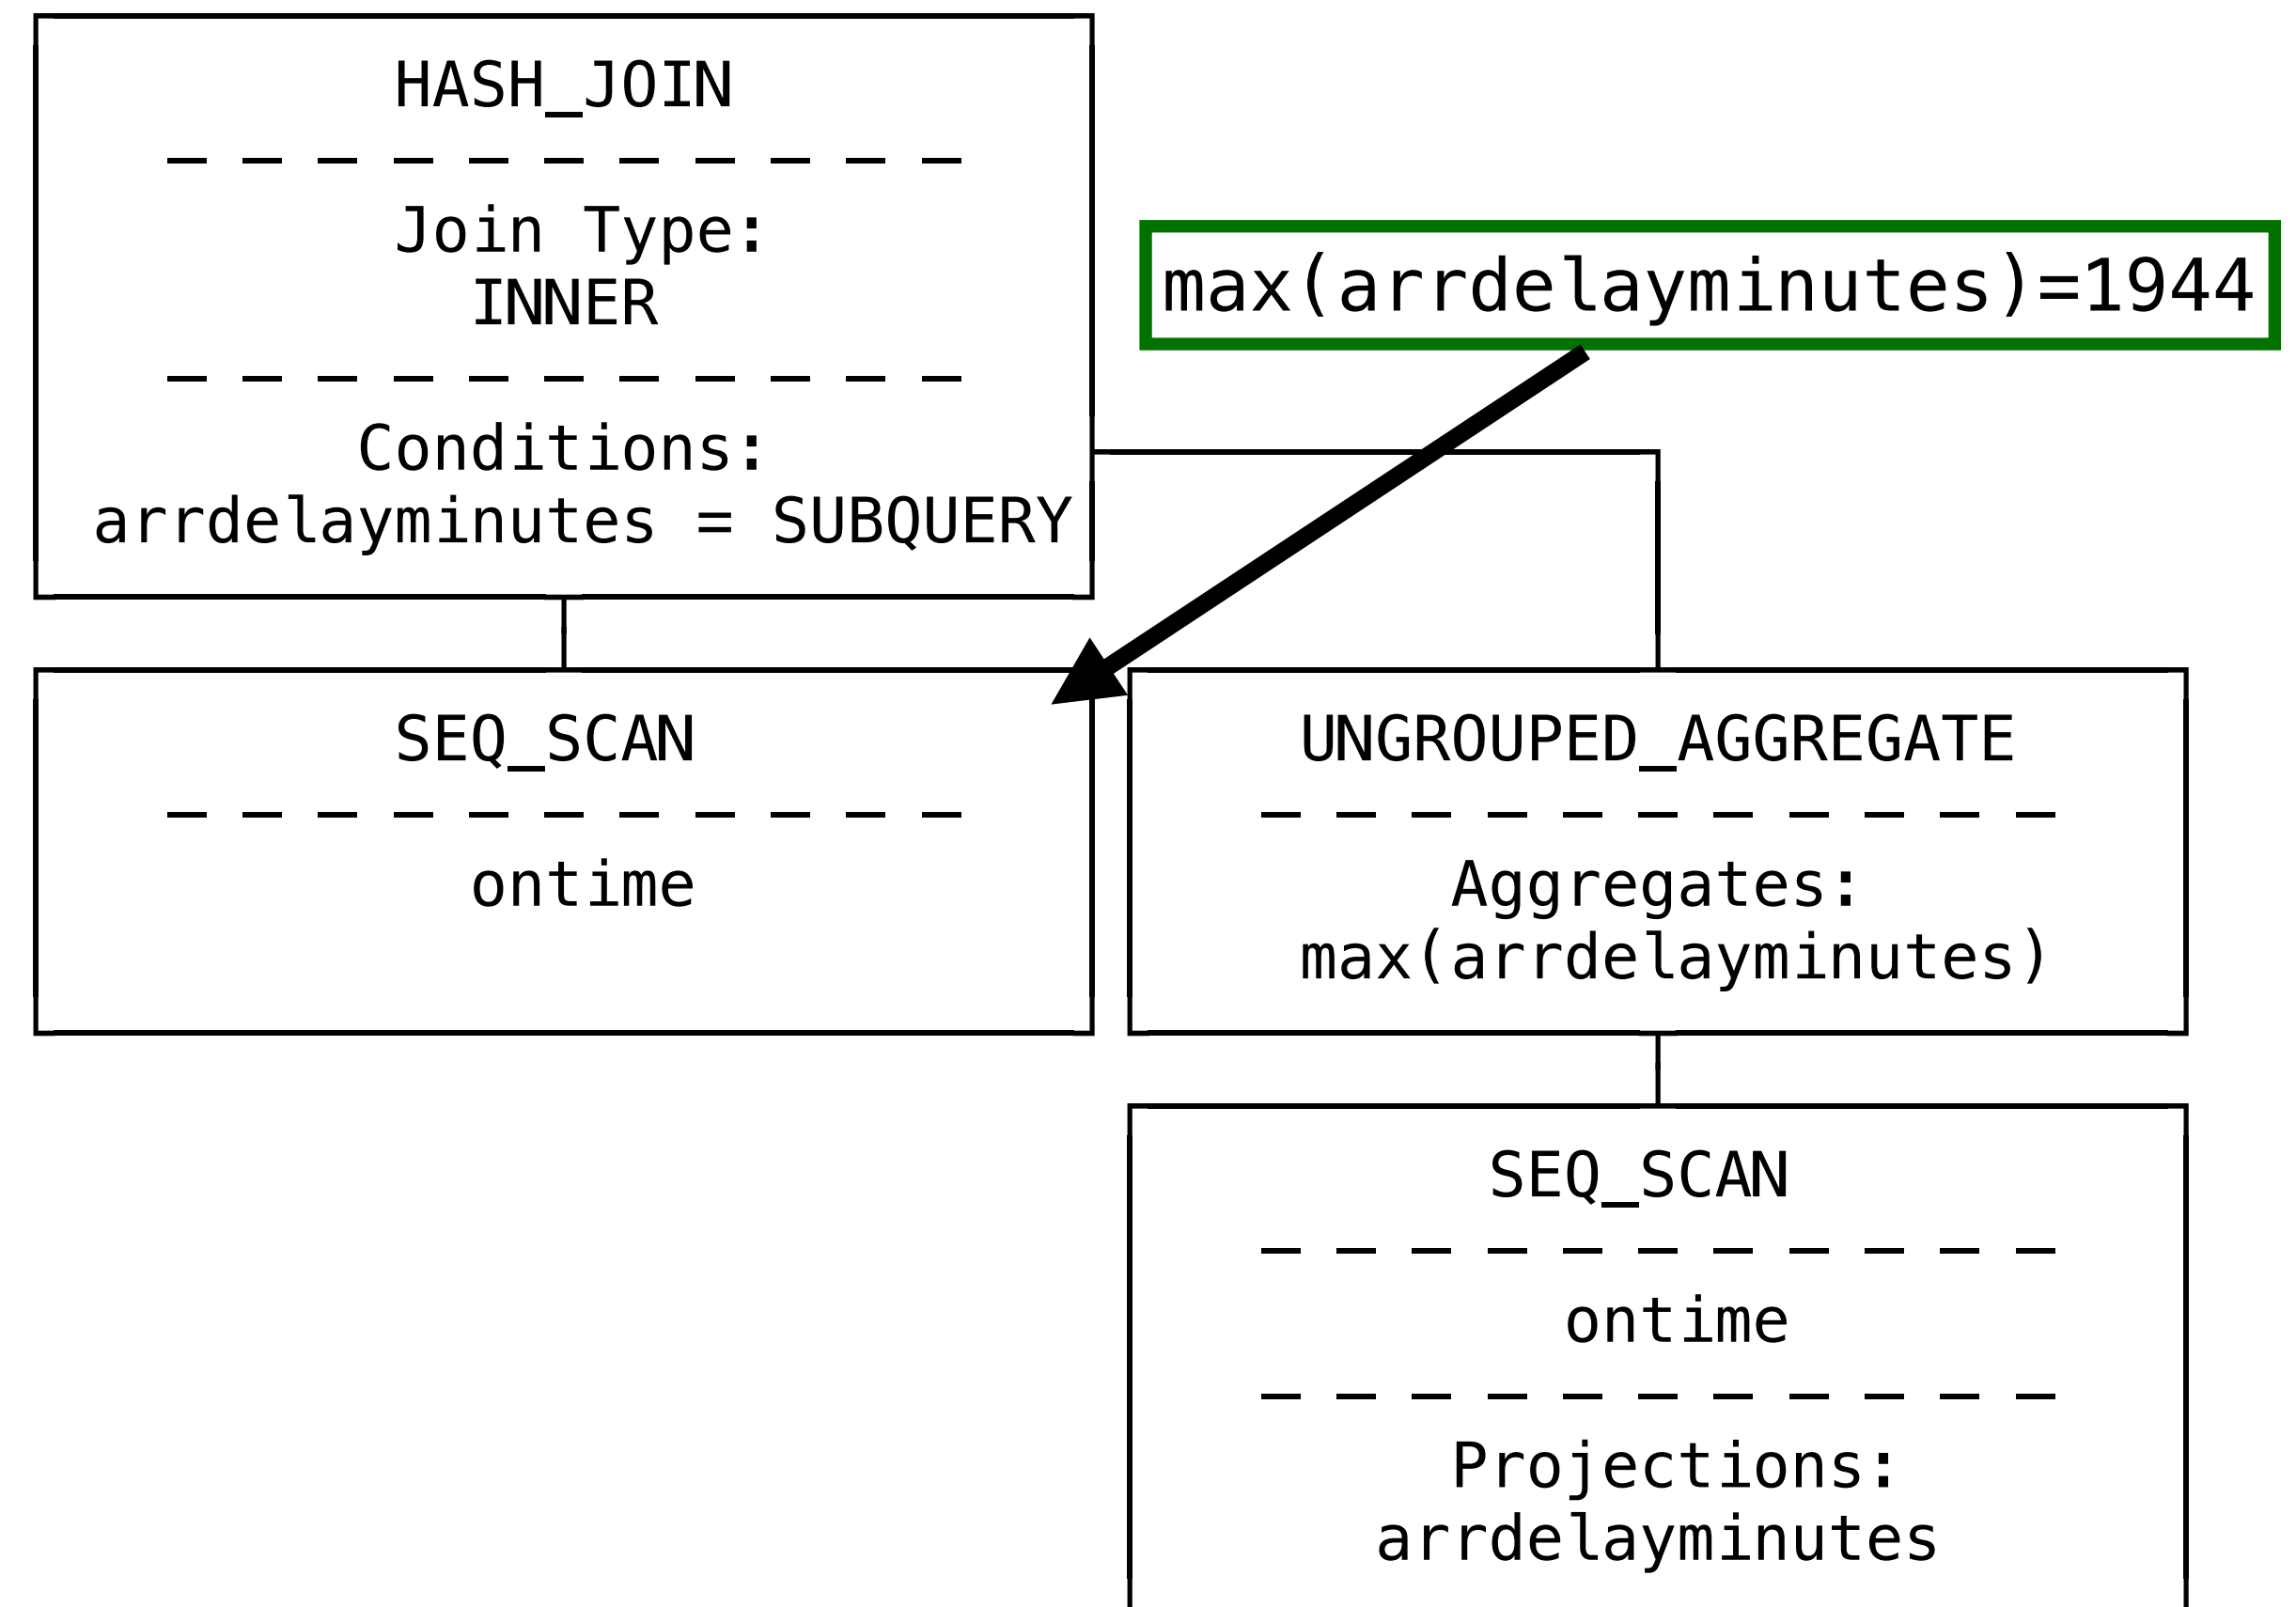 HASH_JOIN
Join Type:
INNER
Conditions:
arrdelayminutes = SUBQUERY
max(arrdelayminutes)=1944
SEQ_SCAN
ontime
UNGROUPED_AGGREGATE
Aggregates:
max(arrdelayminutes)
SEQ_SCAN
ontime
Projections:
arrdelayminutes